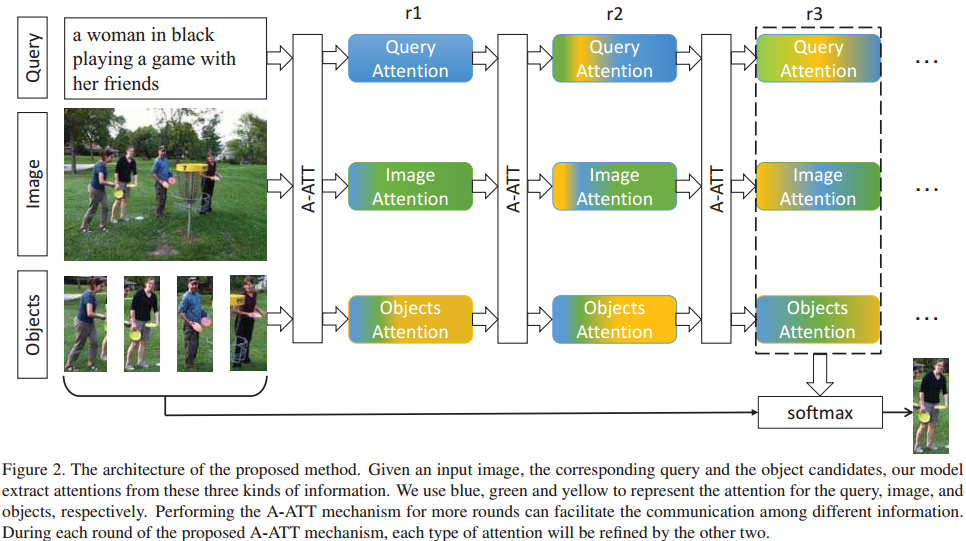 r1
r2
r3
Query
a woman in black
playing a game with
her friends
A-ATT
Query
Attention
A-ATT
Query
Attention
A-ATT
Query
Attention
...
Image
Image
Attention
Image
Attention
Image
Attention
...
Objects
Objects
Attention
Objects
Attention
Objects
Attention
...
softmax
Figure 2. The architecture of the proposed method. Given an input image, the corresponding query and the object candidates, our model
extract attentions from these three kinds of information. We use blue, green and yellow to represent the attention for the query, image, and
objects, respectively. Performing the A-ATT mechanism for more rounds can facilitate the communication among different information.
During each round of the proposed A-ATT mechanism, each type of attention will be refined by the other two.